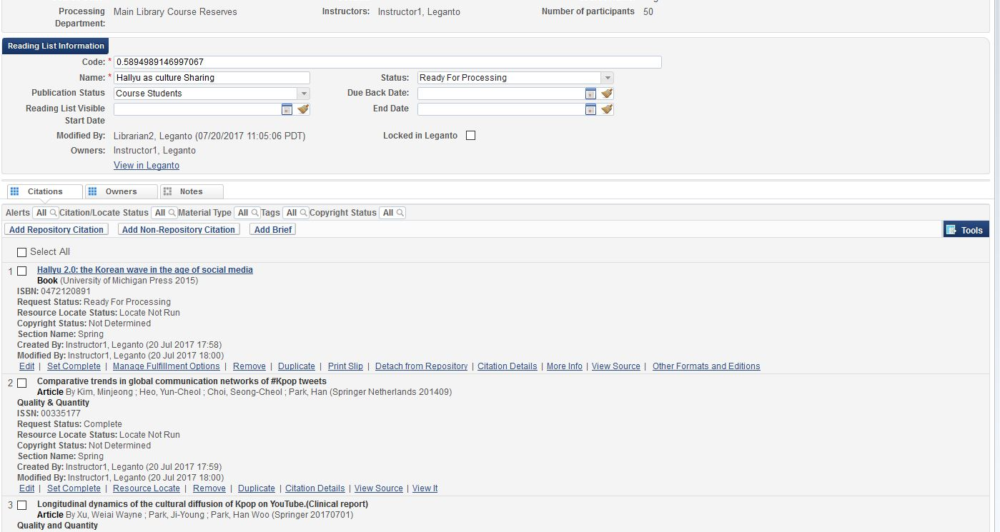 Processing Department: Main Library Course Reserves Instructors: Instructor1, Leganto Number of participants 50
Reading List Information
Code: * 0.5894989146997067
Name: * Hallyu as culture Sharing Status: Ready For Processing
Publication Status Course Students Due Back Date:
Reading List Visible Start Date End Date
Modified By: Librarian2, Leganto (07/20/2017 11:05:06 PDT) Locked in Leganto
Owners: Instructor1, Leganto
View in Leganto
Citations Owners Notes
Alerts All Citation/Locate Status All Material Type All Tags All Copyright Status All
Add Repository Citation Add Non-Repository Citation Add Brief Tools
Select All
1 Hallyu 2.0: the Korean wave in the age of social media
Book (University of Michigan Press 2015)
ISBN: 0472120891
Request Status: Ready For Processing
Resource Locate Status: Locate Not Run
Copyright Status: Not Determined
Section Name: Spring
Created By: Instructor1, Leganto (20 Jul 2017 17:58)
Modified By: Instructor1, Leganto (20 Jul 2017 18:00)
Edit | Set Complete | Manage Fulfillment Options | Remove | Duplicate | Print Slip | Detach from Repository | Citation Details | More Info | View Source | Other Formats and Editions
2 Comparative trends in global communication networks of #Kpop tweets
Article By Kim, Minjeong ; Heo, Yun-Cheol ; Choi, Seong-Cheol ; Park, Han (Springer Netherlands 201409)
Quality & Quantity
ISSN: 00335177
Request Status: Complete
Resource Locate Status: Locate Not Run
Copyright Status: Not Determined
Section Name: Spring
Created By: Instructor1, Leganto (20 Jul 2017 17:59)
Modified By: Instructor1, Leganto (20 Jul 2017 18:00)
Edit | Set Complete | Resource Locate | Remove | Duplicate | Citation Details | View Source | View It
3 Longitudinal dynamics of the cultural diffusion of Kpop on YouTube.(Clinical report)
Article By Xu, Weiai Wayne ; Park, Ji-Young ; Park, Han Woo (Springer 20170701)
Quality and Quantity